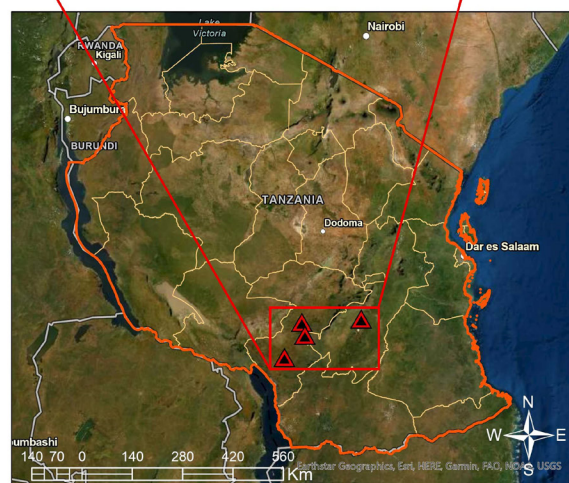 Lake
Victoria
Nairobi
RWANDA
Kigali
Bujumbura
BURUNDI
TANZANIA
Dodoma
Dar es Salaam
N
W E
S
umbashi
140 70 0 140 280 420 560
Km
Earthstar Geographics, Esri, HERE, Garmin, FAO, NOAA, USGS